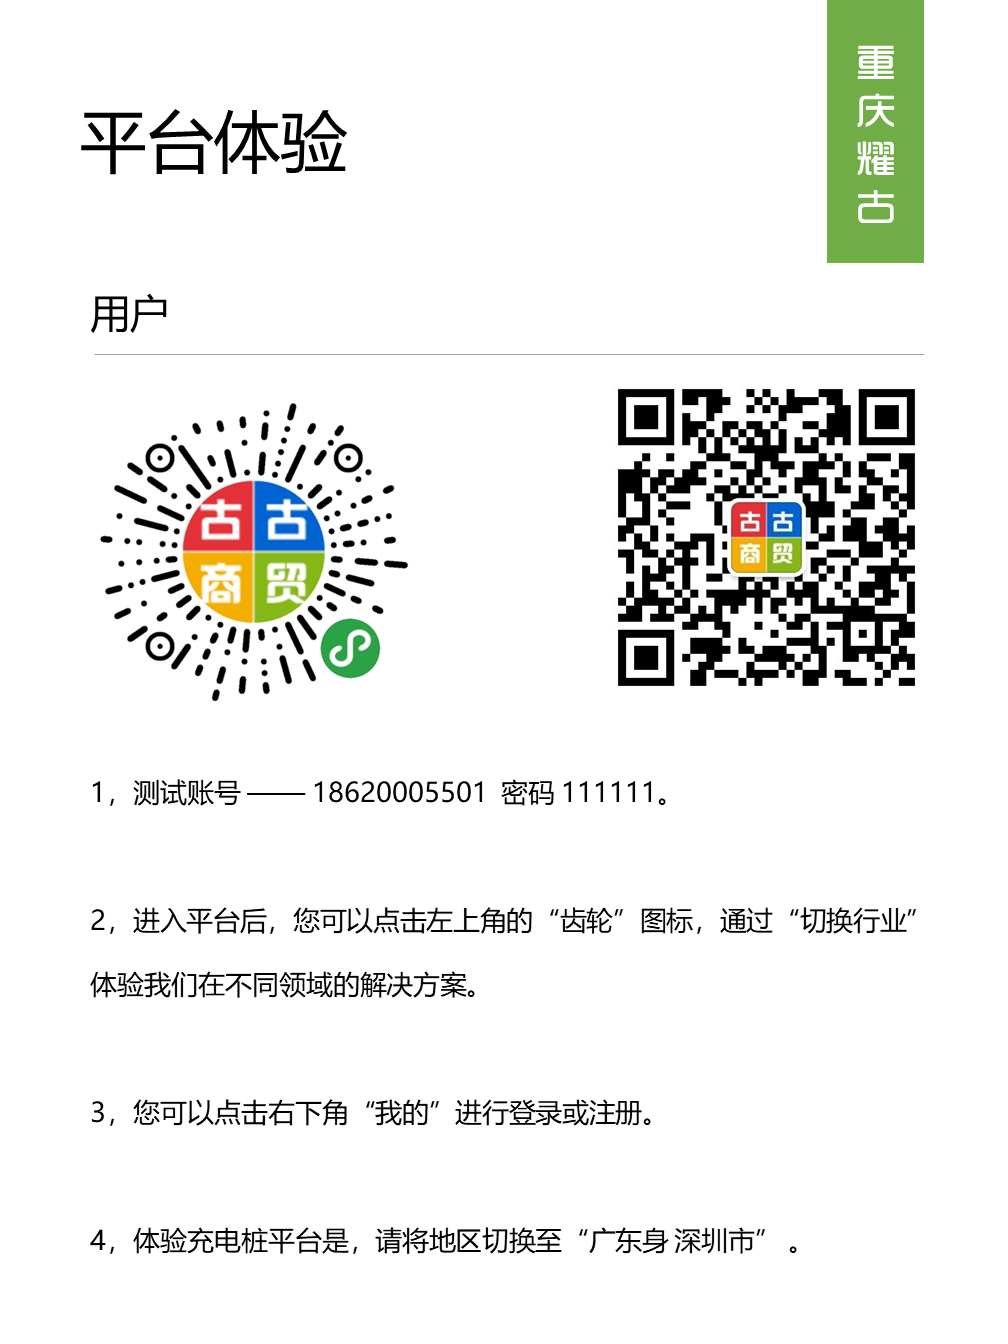 重庆耀古
平台体验
用户
古古
商贸
古古
商贸
1，测试账号 —— 18620005501  密码 111111。
2，进入平台后，您可以点击左上角的“齿轮”图标，通过“切换行业”
体验我们在不同领域的解决方案。
3，您可以点击右下角“我的”进行登录或注册。
4，体验充电桩平台是，请将地区切换至“广东身 深圳市” 。